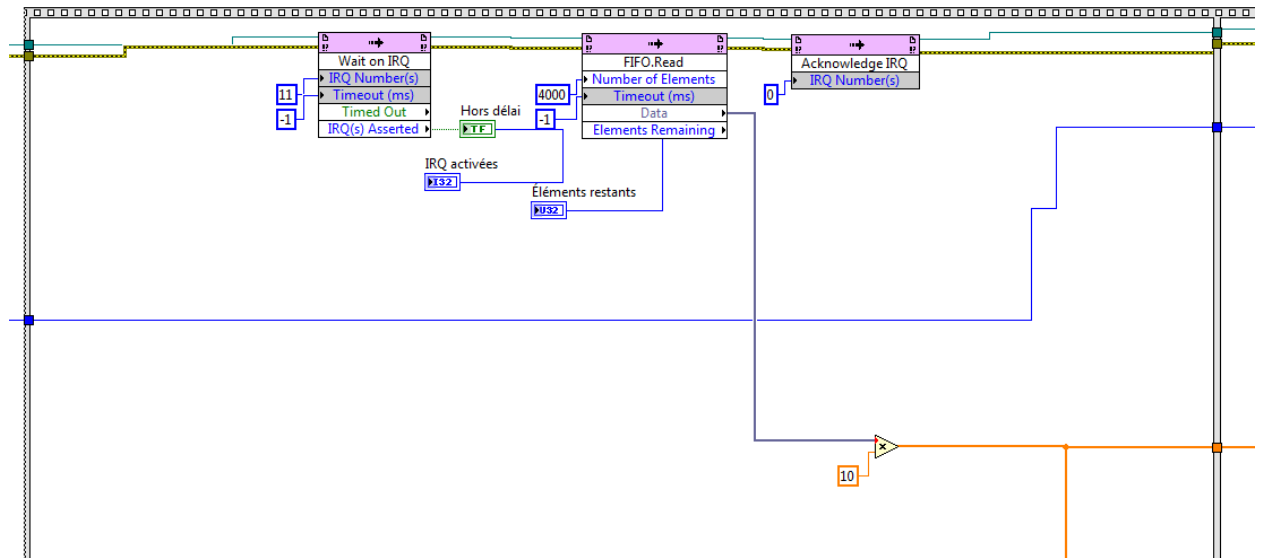 Wait on IRQ
IRQ Number(s)
Timeout (ms)
Timed Out
IRQ(s) Asserted
11
-1
Hors délai
TF
IRQ activées
I32
FIFO.Read
Number of Elements
Timeout (ms)
Data
Elements Remaining
4000
-1
Éléments restants
U32
Acknowledge IRQ
IRQ Number(s)
0
x
10